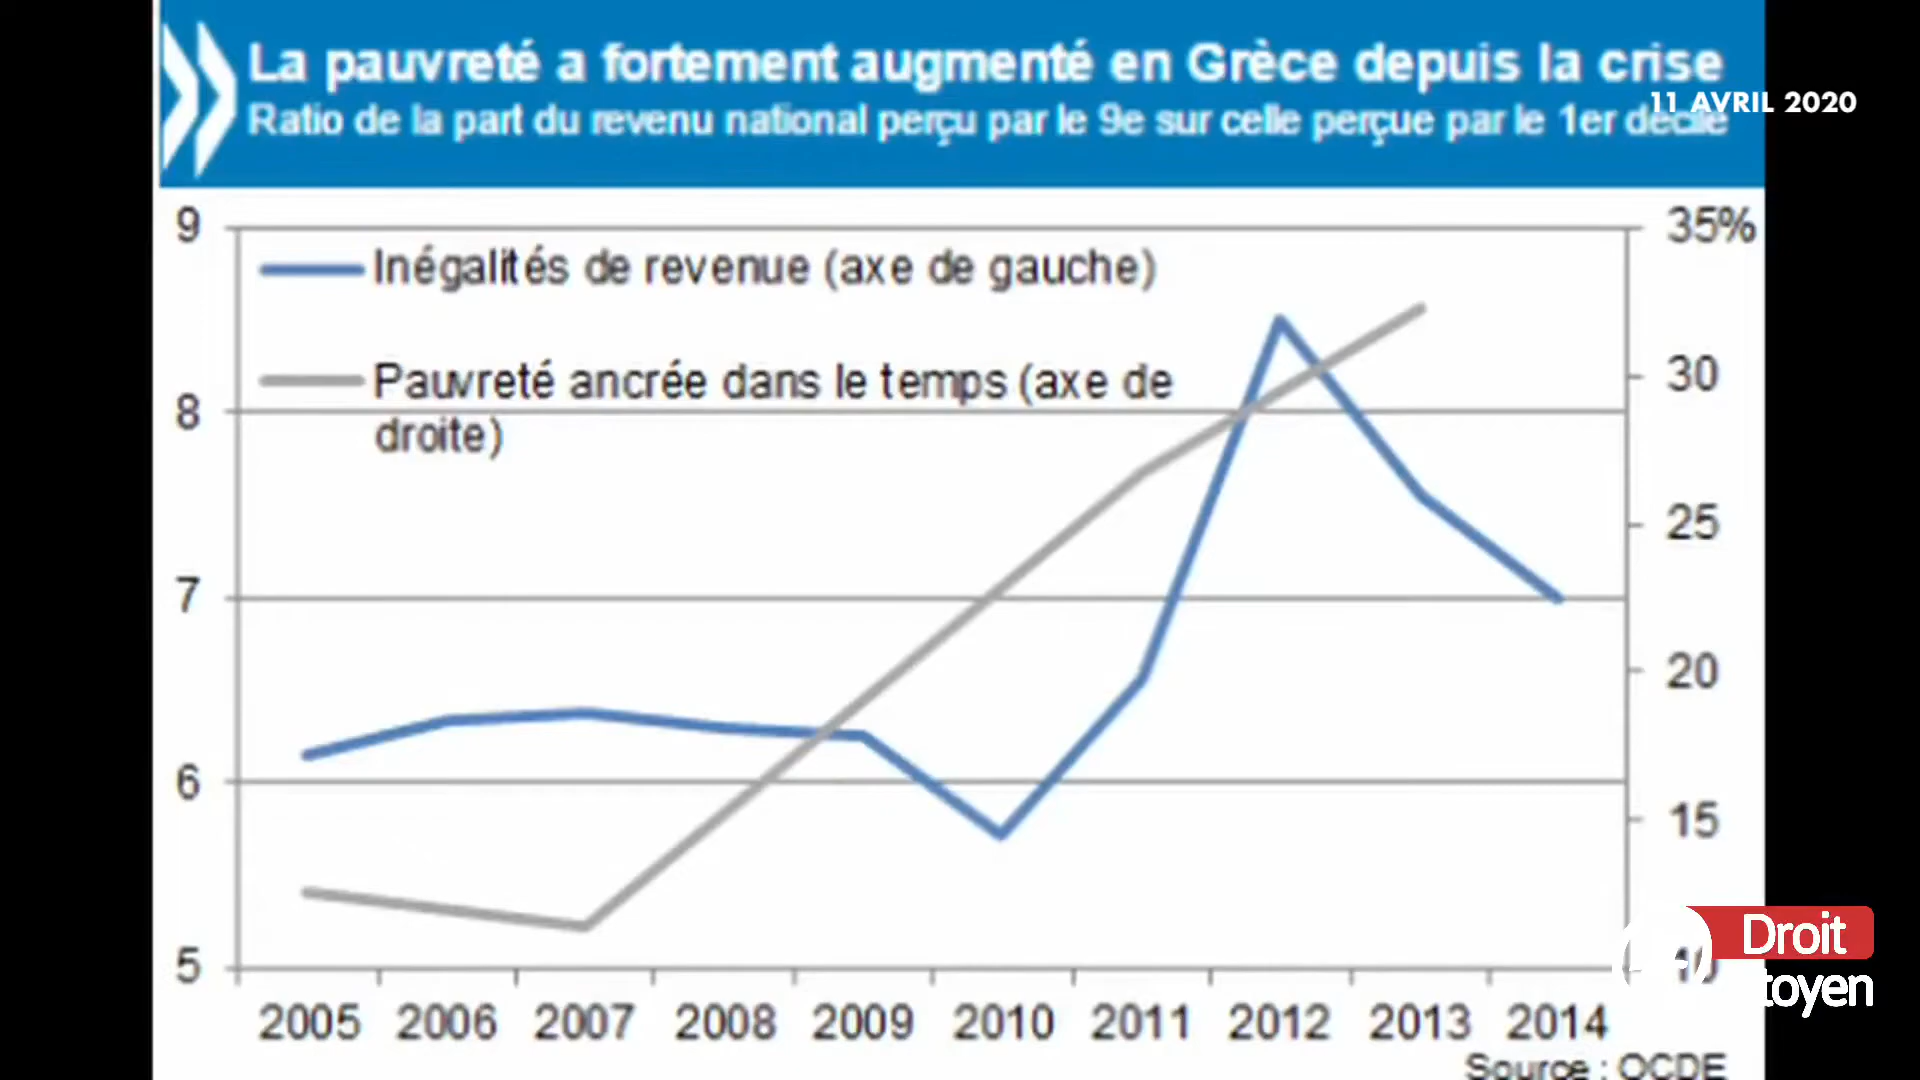 La pauvreté a fortement augmenté en Grèce depuis la crise
Ratio de la part du revenu national perçu par le 9e sur celle perçue par le 1er décile
11 AVRIL 2020
9
35%
Inégalités de revenue (axe de gauche)
Pauvreté ancrée dans le temps (axe de
droite)
8
30
25
7
20
6
15
5
10
Droit
toyen
2005 2006 2007 2008 2009 2010 2011 2012 2013 2014
Source : OCDE